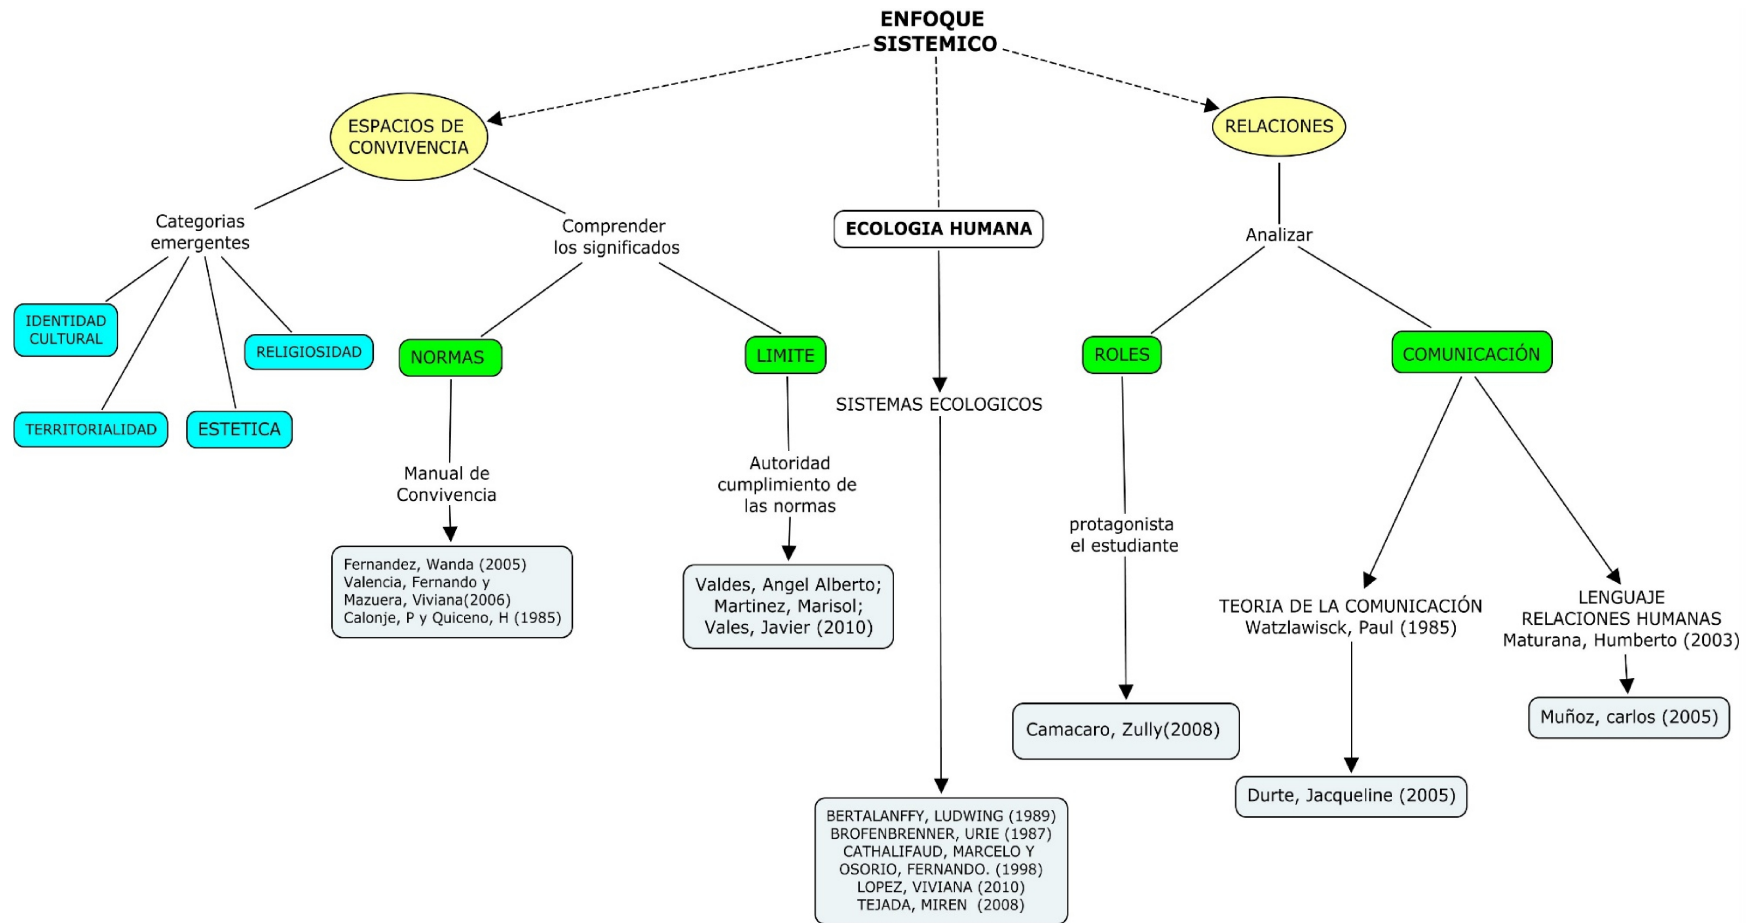 ENFOQUE
SISTEMICO
ESPACIOS DE
CONVIVENCIA
RELACIONES
Categorias
emergentes
Comprender
los significados
ECOLOGIA HUMANA
Analizar
IDENTIDAD
CULTURAL
RELIGIOSIDAD
NORMAS
LIMITE
ROLES
COMUNICACIÓN
TERRITORIALIDAD
ESTETICA
SISTEMAS ECOLOGICOS
Manual de
Convivencia
Autoridad
cumplimiento de
las normas
protagonista
el estudiante
Fernandez, Wanda (2005)
Valencia, Fernando y
Mazuera, Viviana(2006)
Calonje, P y Quiceno, H (1985)
Valdes, Angel Alberto;
Martinez, Marisol;
Vales, Javier (2010)
TEORIA DE LA COMUNICACIÓN
Watzlawisck, Paul (1985)
LENGUAJE
RELACIONES HUMANAS
Maturana, Humberto (2003)
Camacaro, Zully(2008)
Muñoz, carlos (2005)
Durte, Jacqueline (2005)
BERTALANFFY, LUDWING (1989)
BROFENBRENNER, URIE (1987)
CATHALIFAUD, MARCELO Y
OSORIO, FERNANDO. (1998)
LOPEZ, VIVIANA (2010)
TEJADA, MIREN (2008)